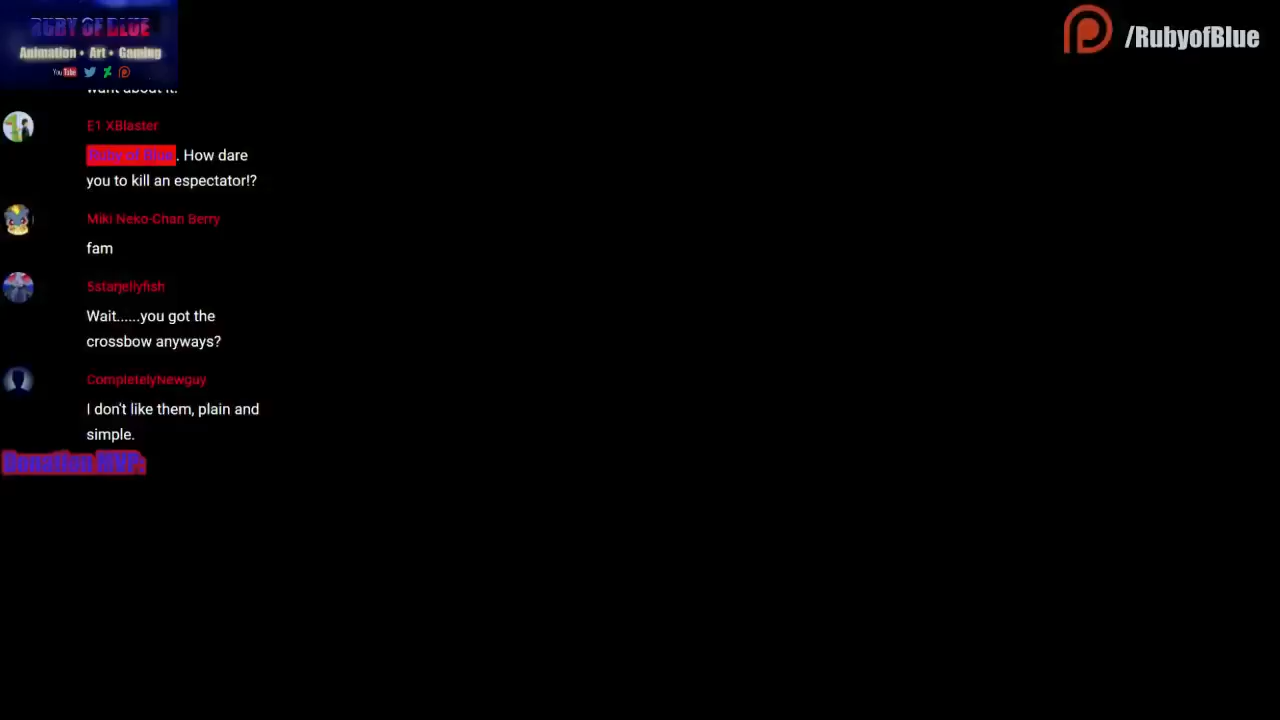 RUBY OF BLUE
Animation • Art • Gaming
YouTube
/RubyofBlue
want about it.
E1 XBlaster
Ruby of Blue. How dare
you to kill an espectator!?
Miki Neko-Chan Berry
fam
5starjellyfish
Wait......you got the
crossbow anyways?
CompletelyNewguy
I don't like them, plain and
simple.
Donation MVP: